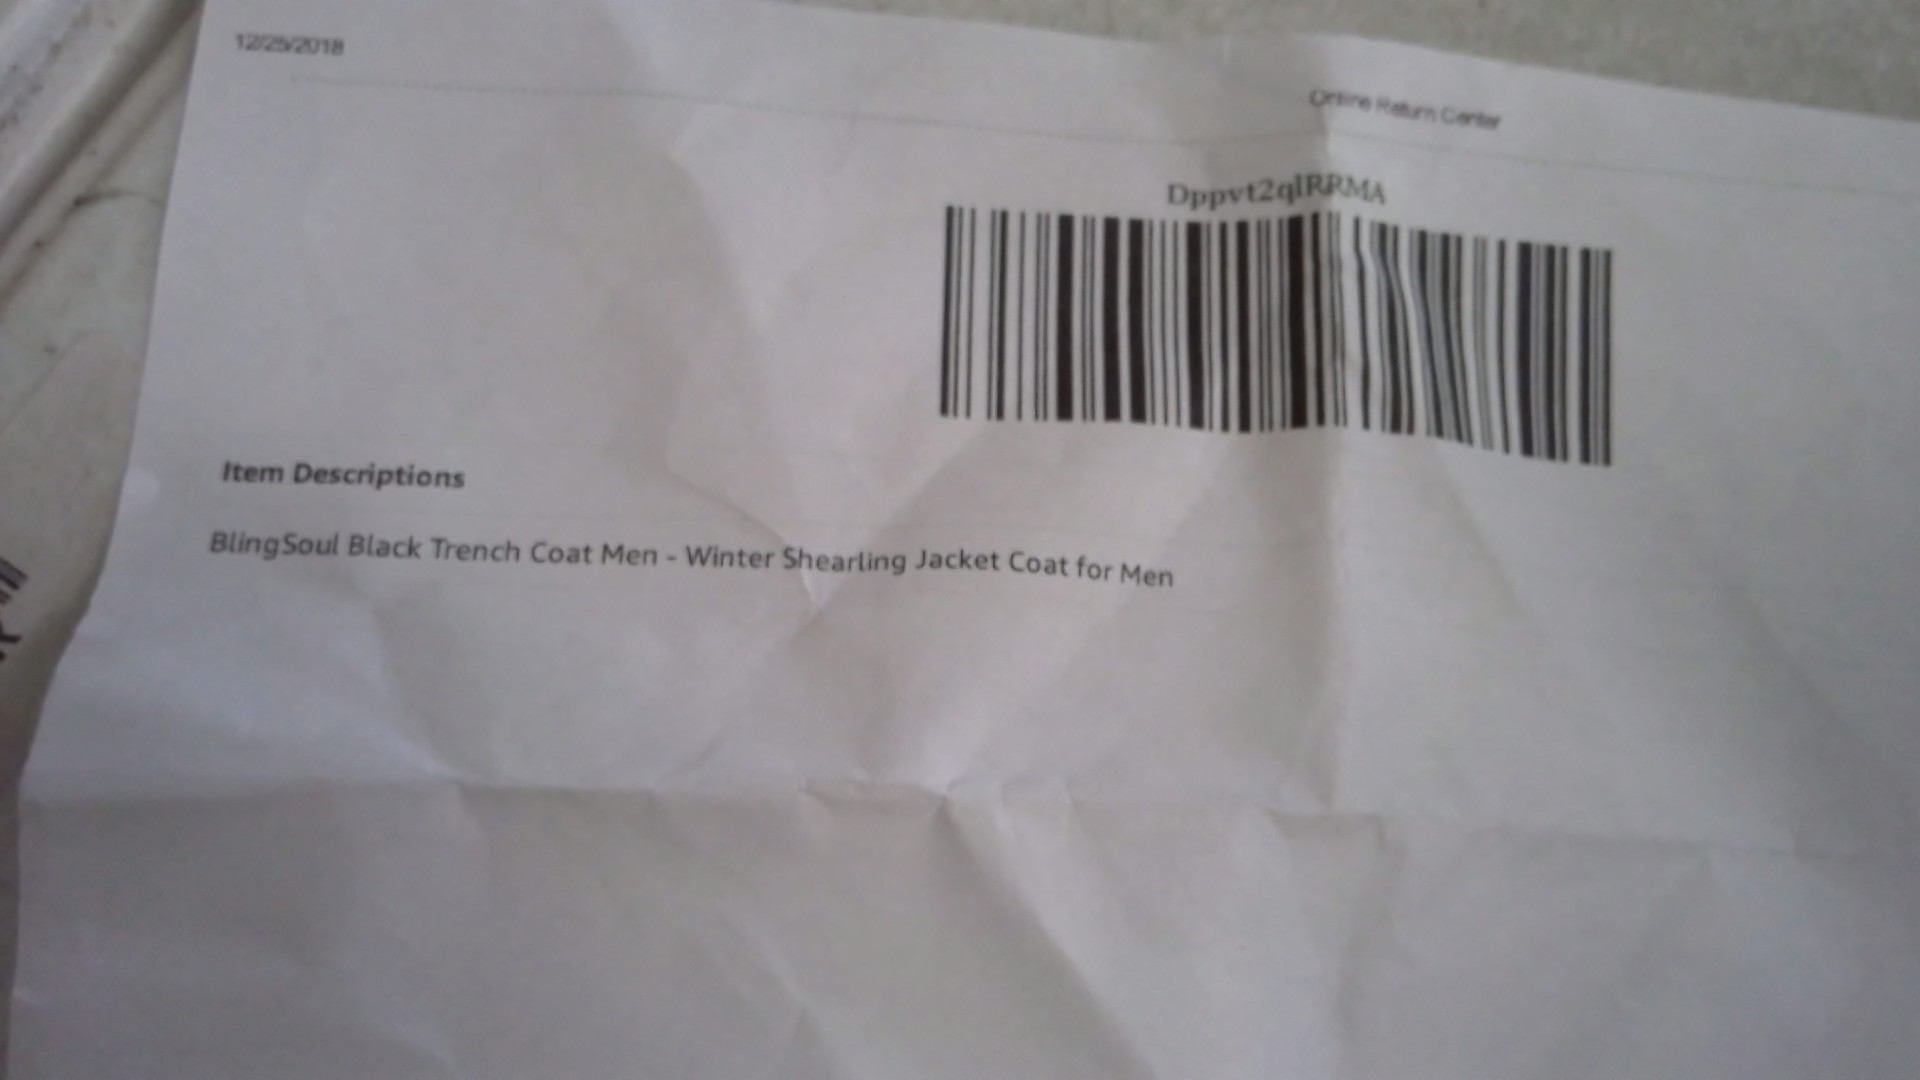 12/25/2018
Online Return Center
Dppvt2qlRRMA
Item Descriptions
BlingSoul Black Trench Coat Men - Winter Shearling Jacket Coat for Men